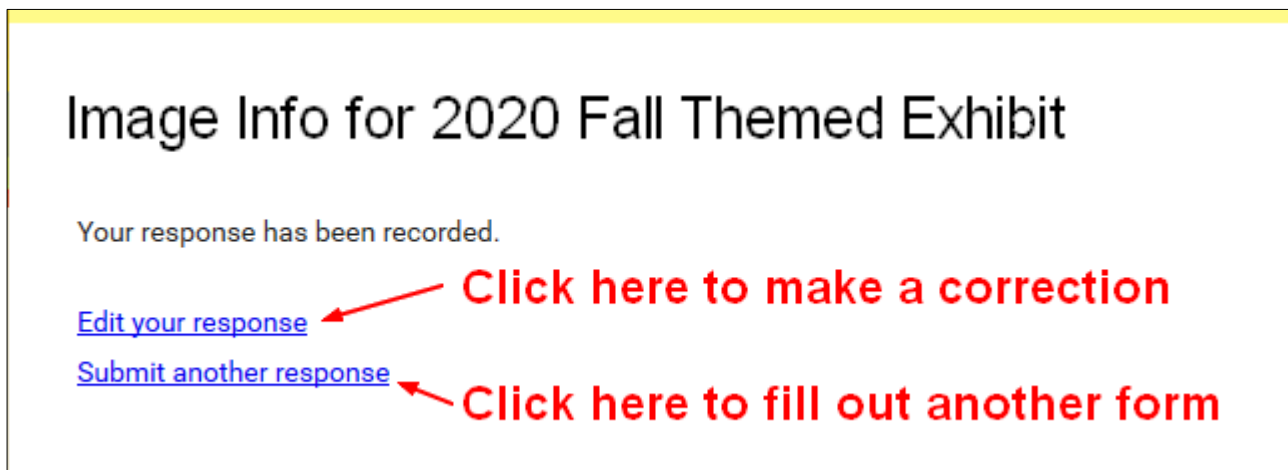 Image Info for 2020 Fall Themed Exhibit
Your response has been recorded.
Click here to make a correction
Edit your response
Submit another response
Click here to fill out another form